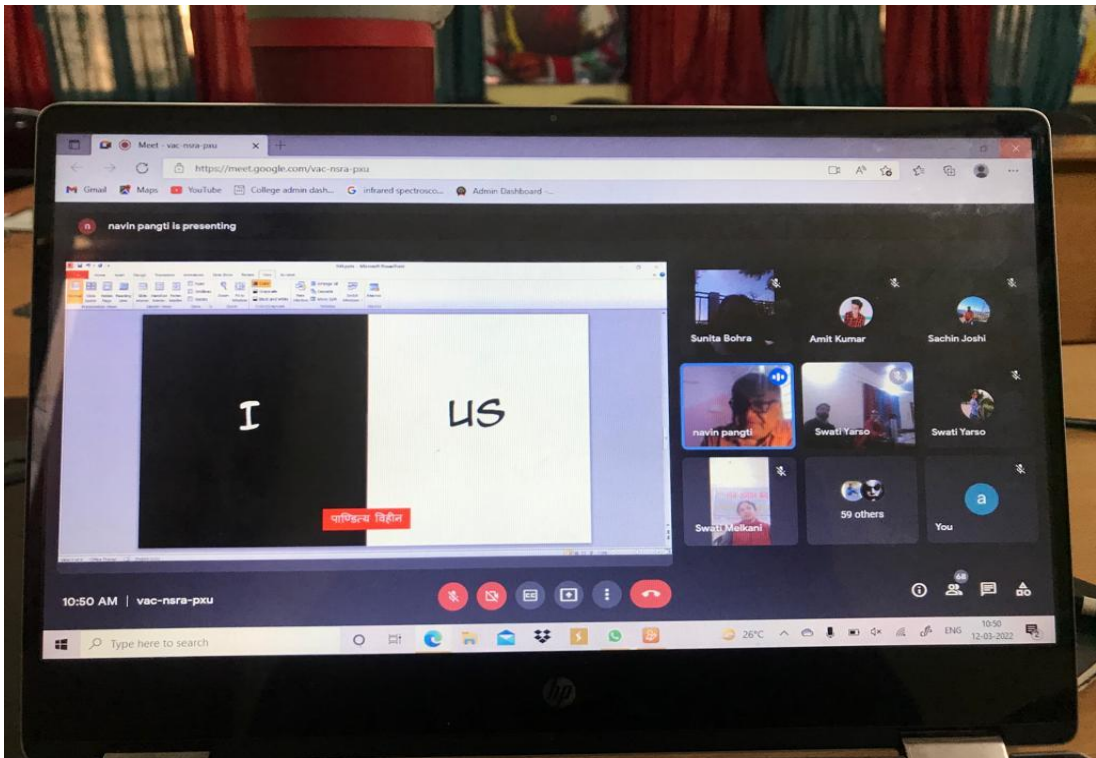 Meet - vac-nsra-pxu
https://meet.google.com/vac-nsra-pxu
Gmail Maps YouTube College admin dash... infrared spectrosco... Admin Dashboard -...
n navin pangti is presenting
I
us
पाण्डित्य विहीन
Sunita Bohra
Amit Kumar
Sachin Joshi
navin pangti
Swati Yarso
Swati Yarso
Swati Melkani
59 others
a
You
10:50 AM | vac-nsra-pxu
68
Type here to search
26°C
ENG
10:50
12-03-2022
2
hp